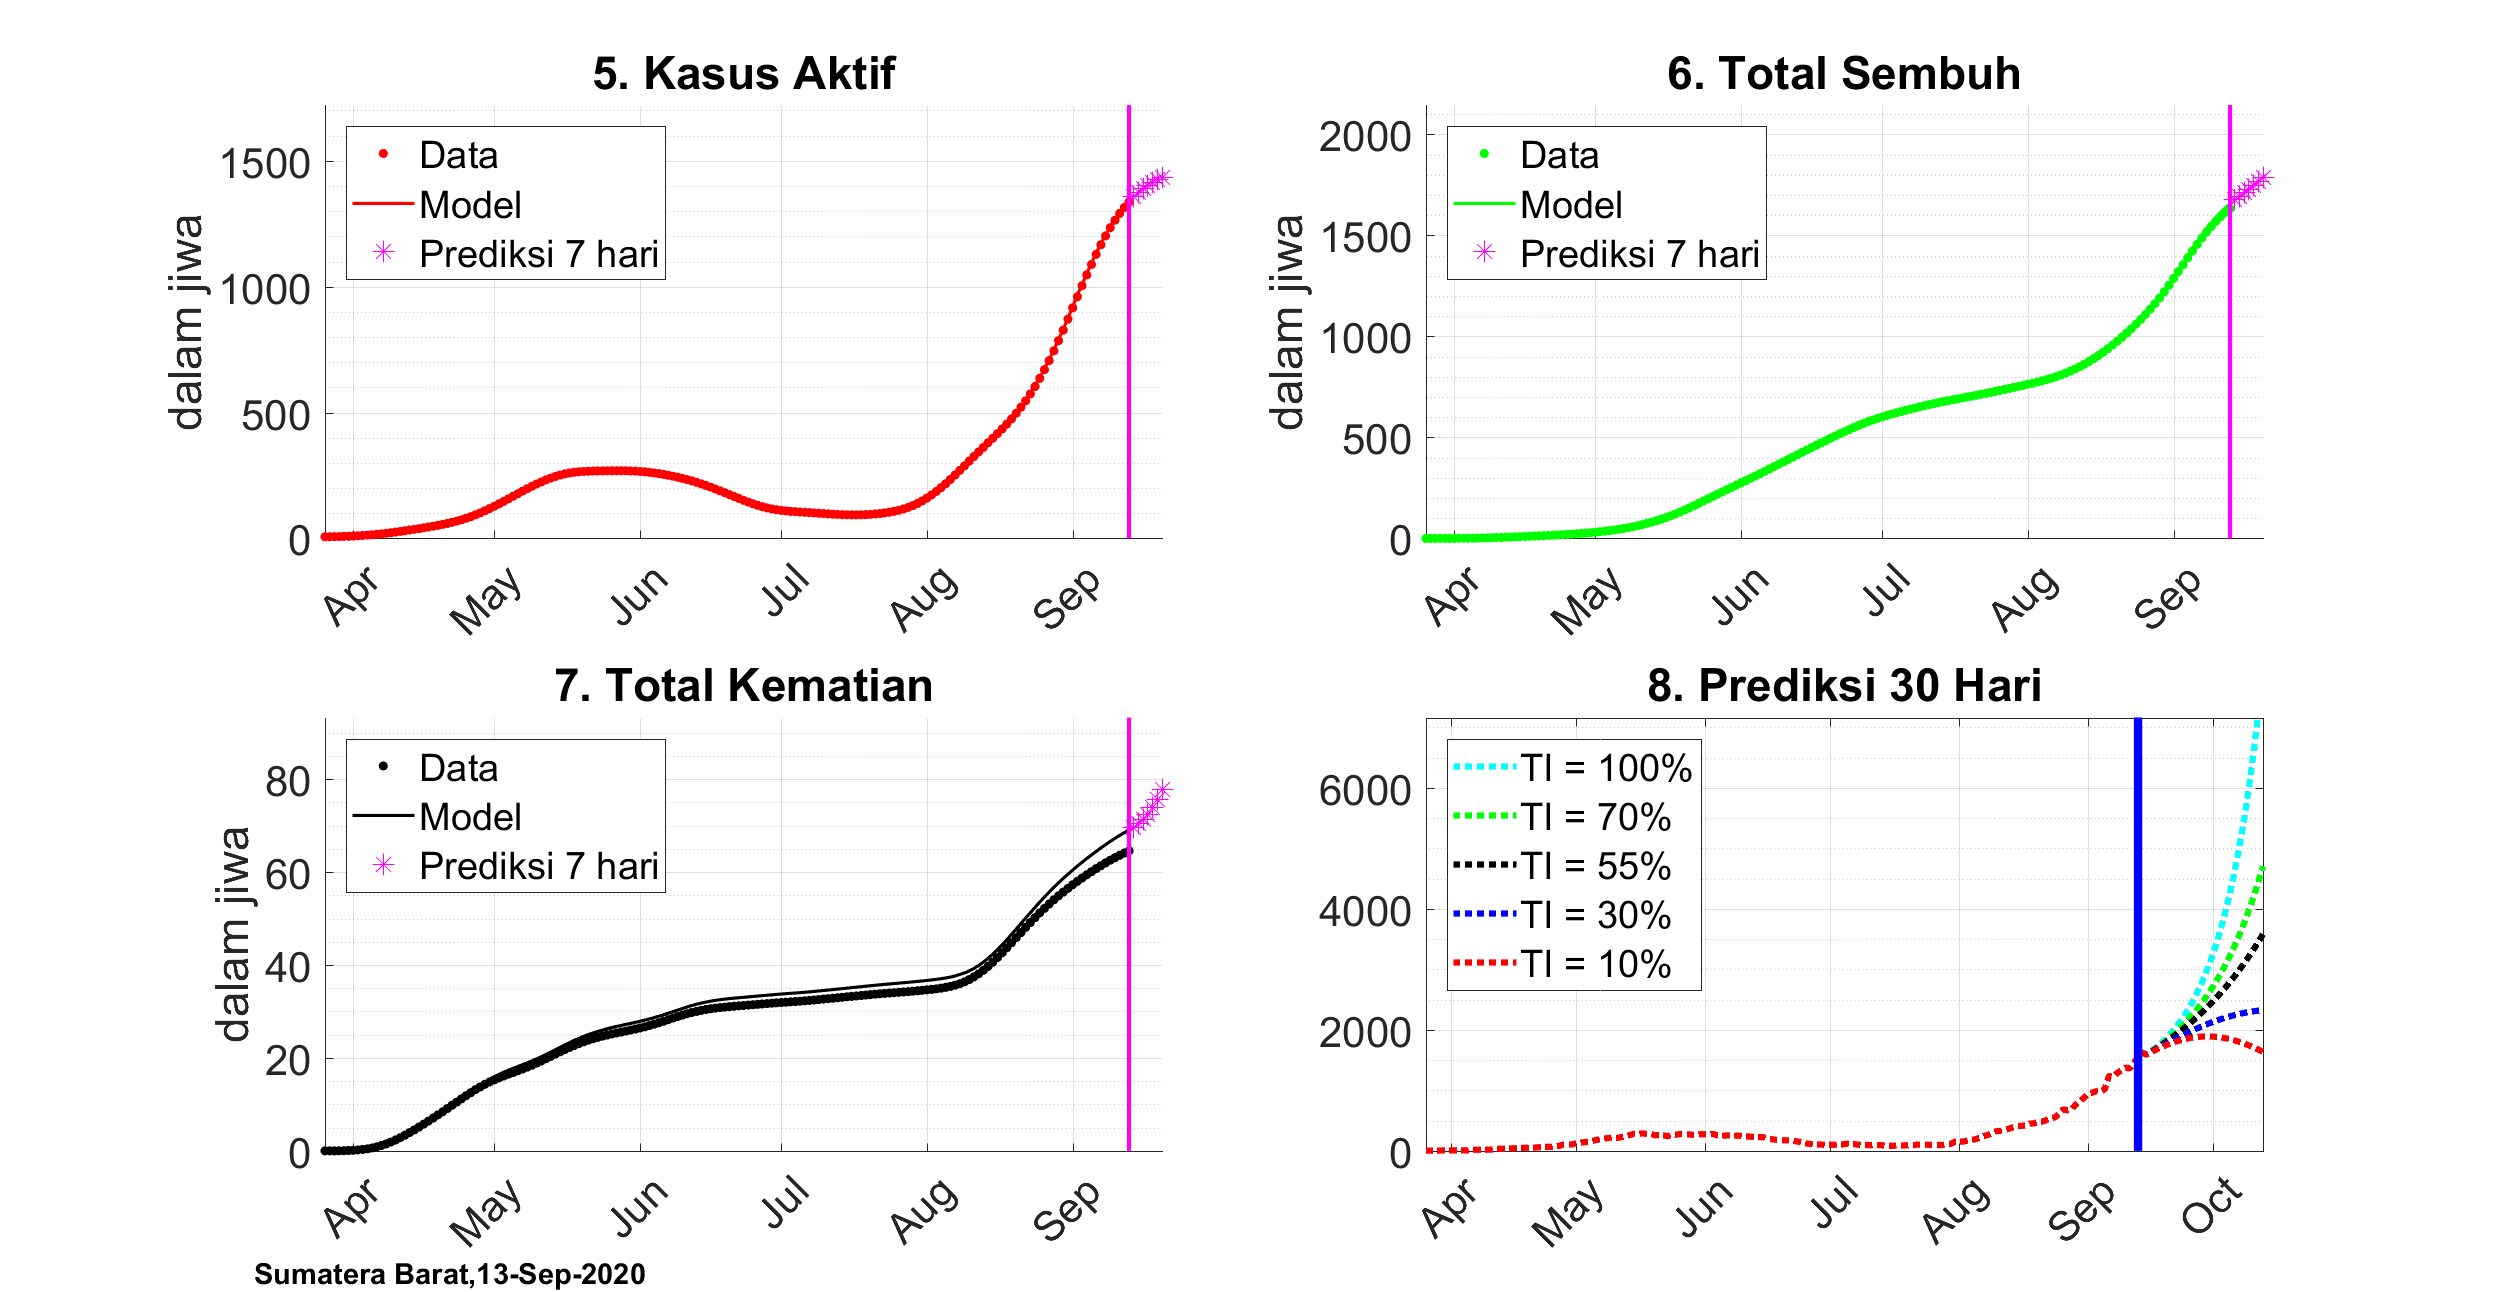 5. Kasus Aktif
dalam jiwa
1500
1000
500
0
Data
Model
Prediksi 7 hari
Apr
May
Jun
Jul
Aug
Sep
6. Total Sembuh
dalam jiwa
2000
1500
1000
500
0
Data
Model
Prediksi 7 hari
Apr
May
Jun
Jul
Aug
Sep
7. Total Kematian
dalam jiwa
80
60
40
20
0
Data
Model
Prediksi 7 hari
Apr
May
Jun
Jul
Aug
Sep
8. Prediksi 30 Hari
6000
4000
2000
0
TI = 100%
TI = 70%
TI = 55%
TI = 30%
TI = 10%
Apr
May
Jun
Jul
Aug
Sep
Oct
Sumatera Barat,13-Sep-2020